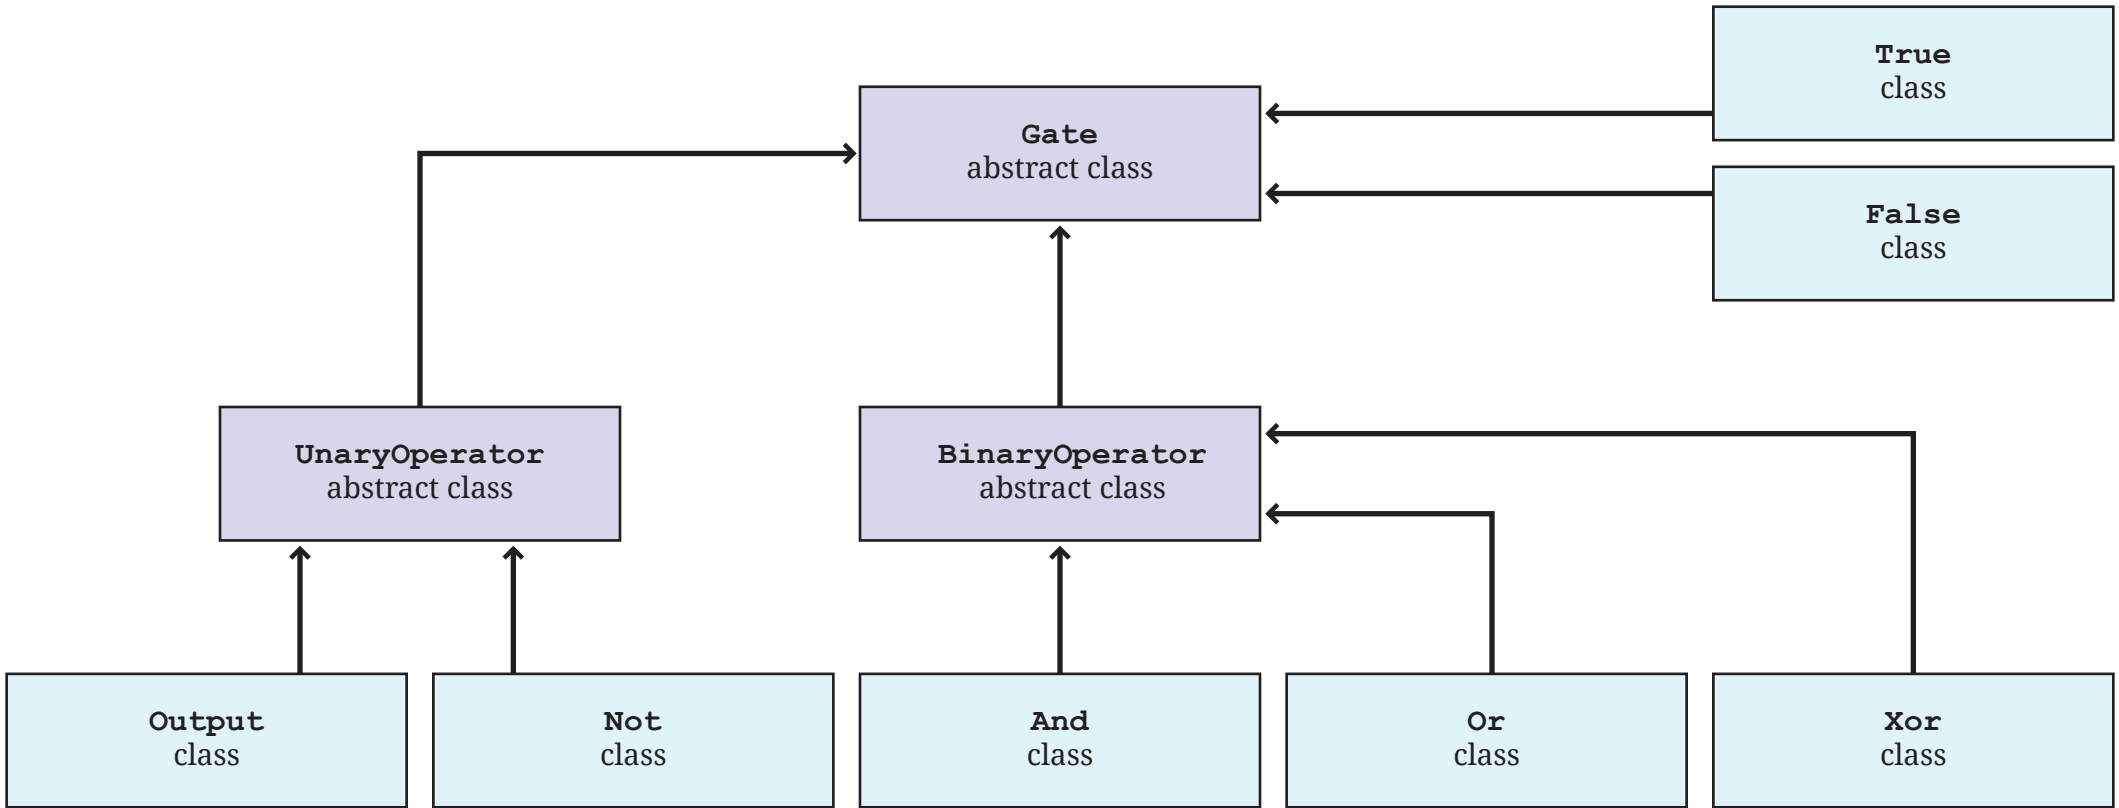 True
class
Gate
abstract class
False
class
UnaryOperator
abstract class
BinaryOperator
abstract class
Output
class
Not
class
And
class
Or
class
Xor
class